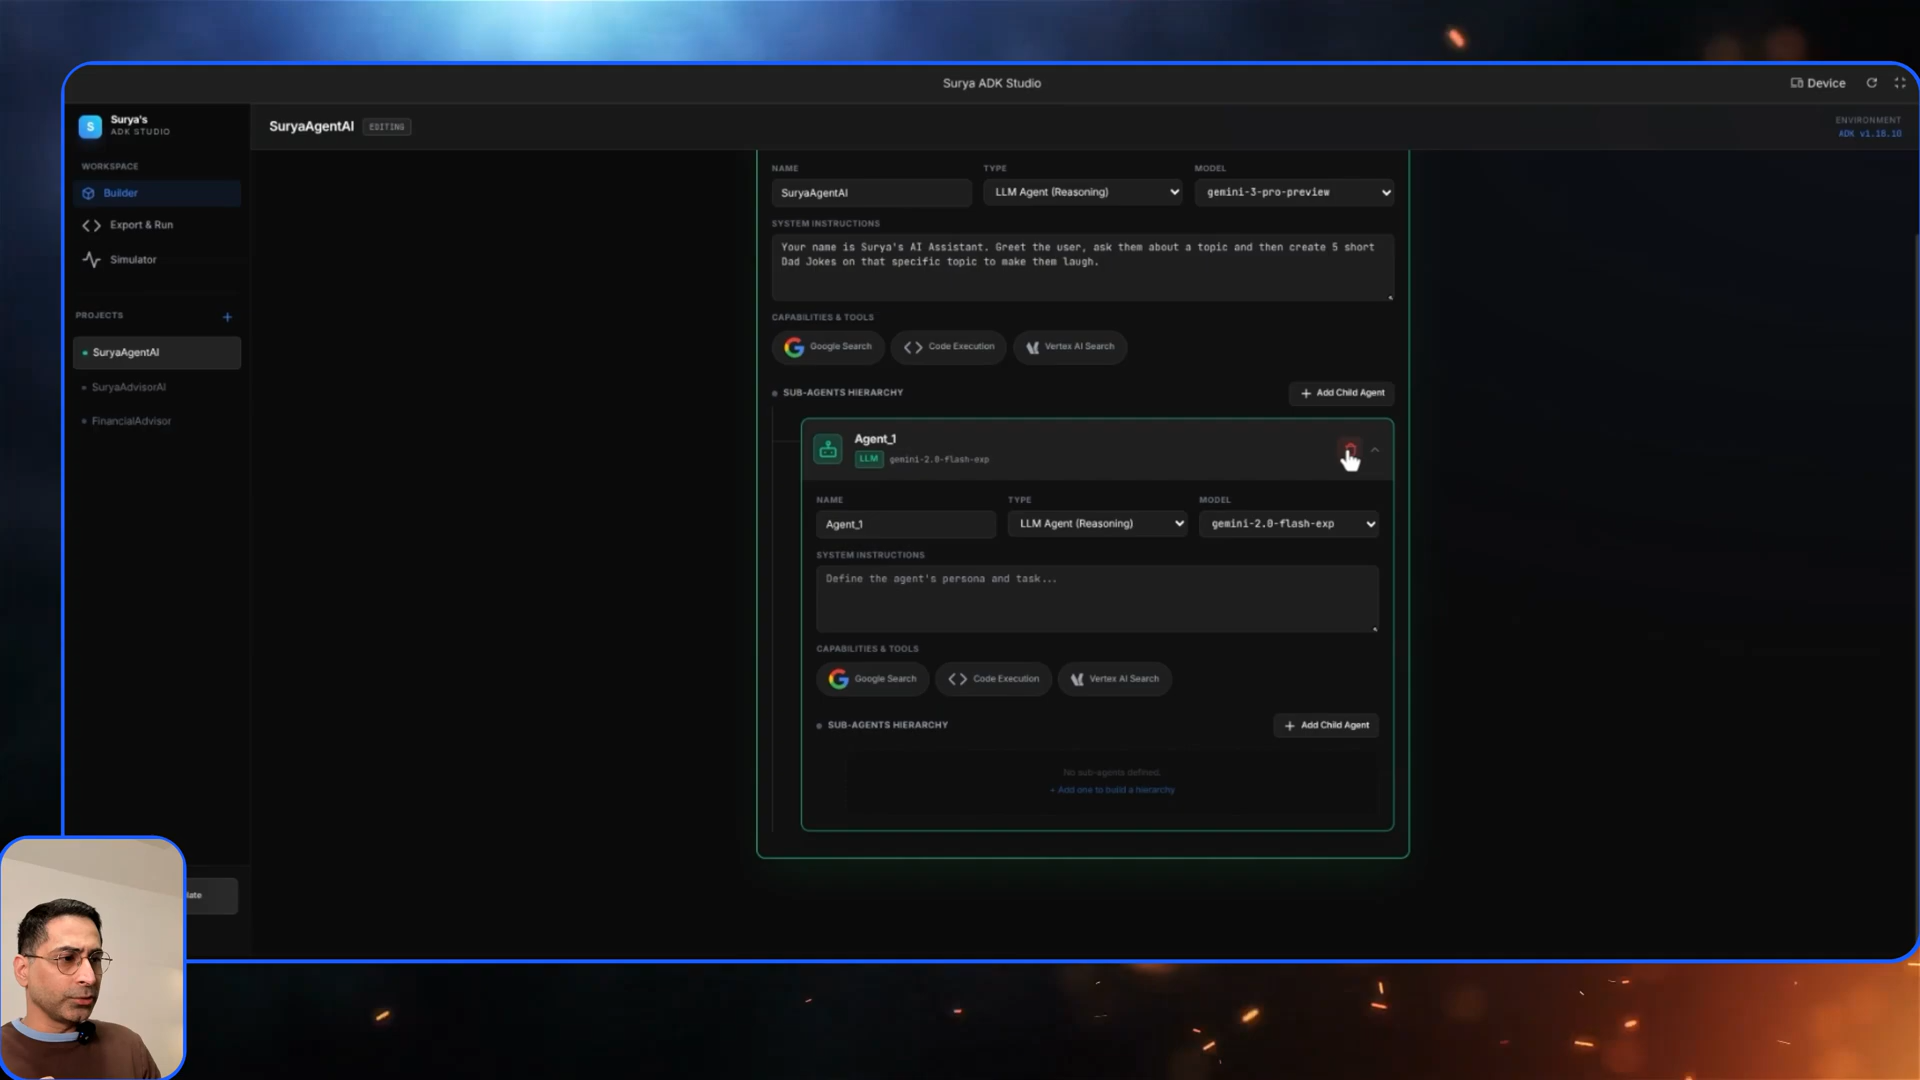 Surya ADK Studio
Device
S
Surya's
ADK STUDIO
SuryaAgentAI
EDITING
ENVIRONMENT
ADK v1.18.10
WORKSPACE
Builder
Export & Run
Simulator
PROJECTS
+
SuryaAgentAI
SuryaAdvisorAI
FinancialAdvisor
NAME
TYPE
MODEL
SuryaAgentAI
LLM Agent (Reasoning)
gemini-3-pro-preview
SYSTEM INSTRUCTIONS
Your name is Surya's AI Assistant. Greet the user, ask them about a topic and then create 5 short
Dad Jokes on that specific topic to make them laugh.
CAPABILITIES & TOOLS
Google Search
Code Execution
Vertex AI Search
SUB-AGENTS HIERARCHY
+ Add Child Agent
Agent_1
LLM
gemini-2.0-flash-exp
NAME
TYPE
MODEL
Agent_1
LLM Agent (Reasoning)
gemini-2.0-flash-exp
SYSTEM INSTRUCTIONS
Define the agent's persona and task...
CAPABILITIES & TOOLS
Google Search
Code Execution
Vertex AI Search
SUB-AGENTS HIERARCHY
+ Add Child Agent
No sub-agents defined.
+ Add one to build a hierarchy